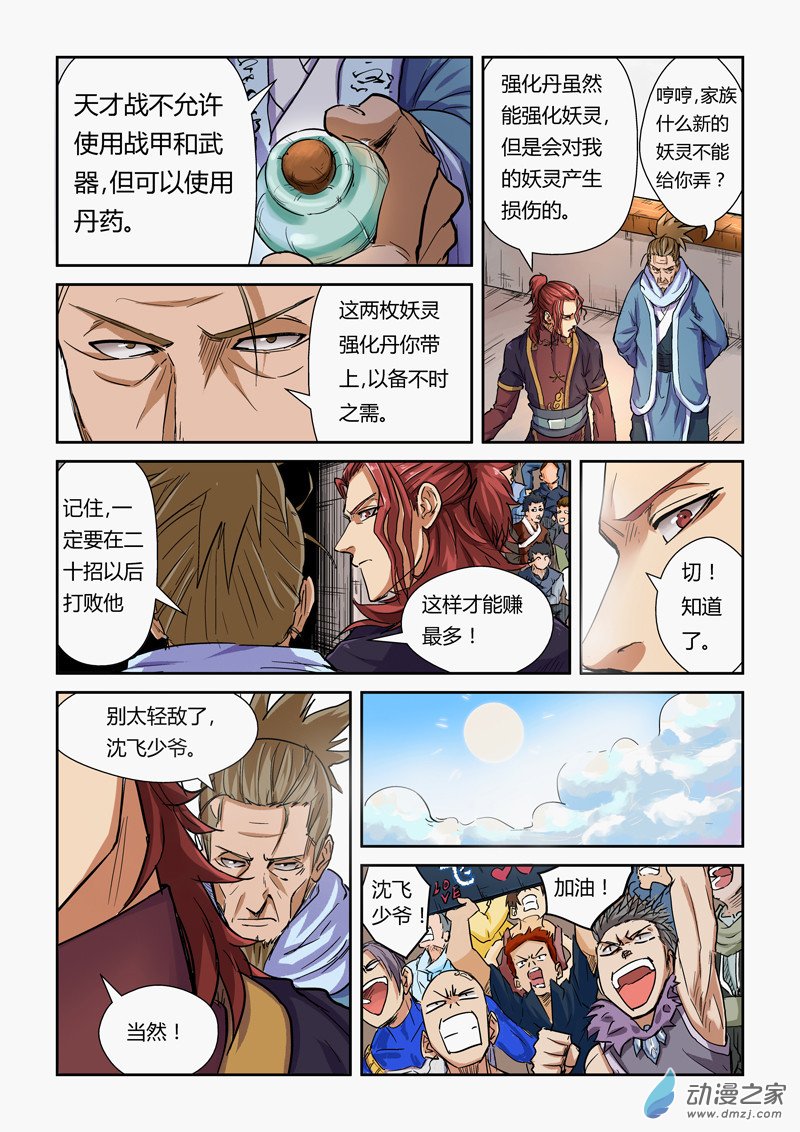 天才战不允许
使用战甲和武
器,但可以使用
丹药。
强化丹虽然
能强化妖灵,
但是会对我
的妖灵产生
损伤的。
哼哼,家族
什么新的
妖灵不能
给你弄？
这两枚妖灵
强化丹你带
上,以备不时
之需。
记住,一
定要在二
十招以后
打败他
这样才能赚
最多！
切！
知道
了。
别太轻敌了,
沈飞少爷。
当然！
沈飞
少爷！
飞
LOVE
加油！
动漫之家
www.dmzj.com